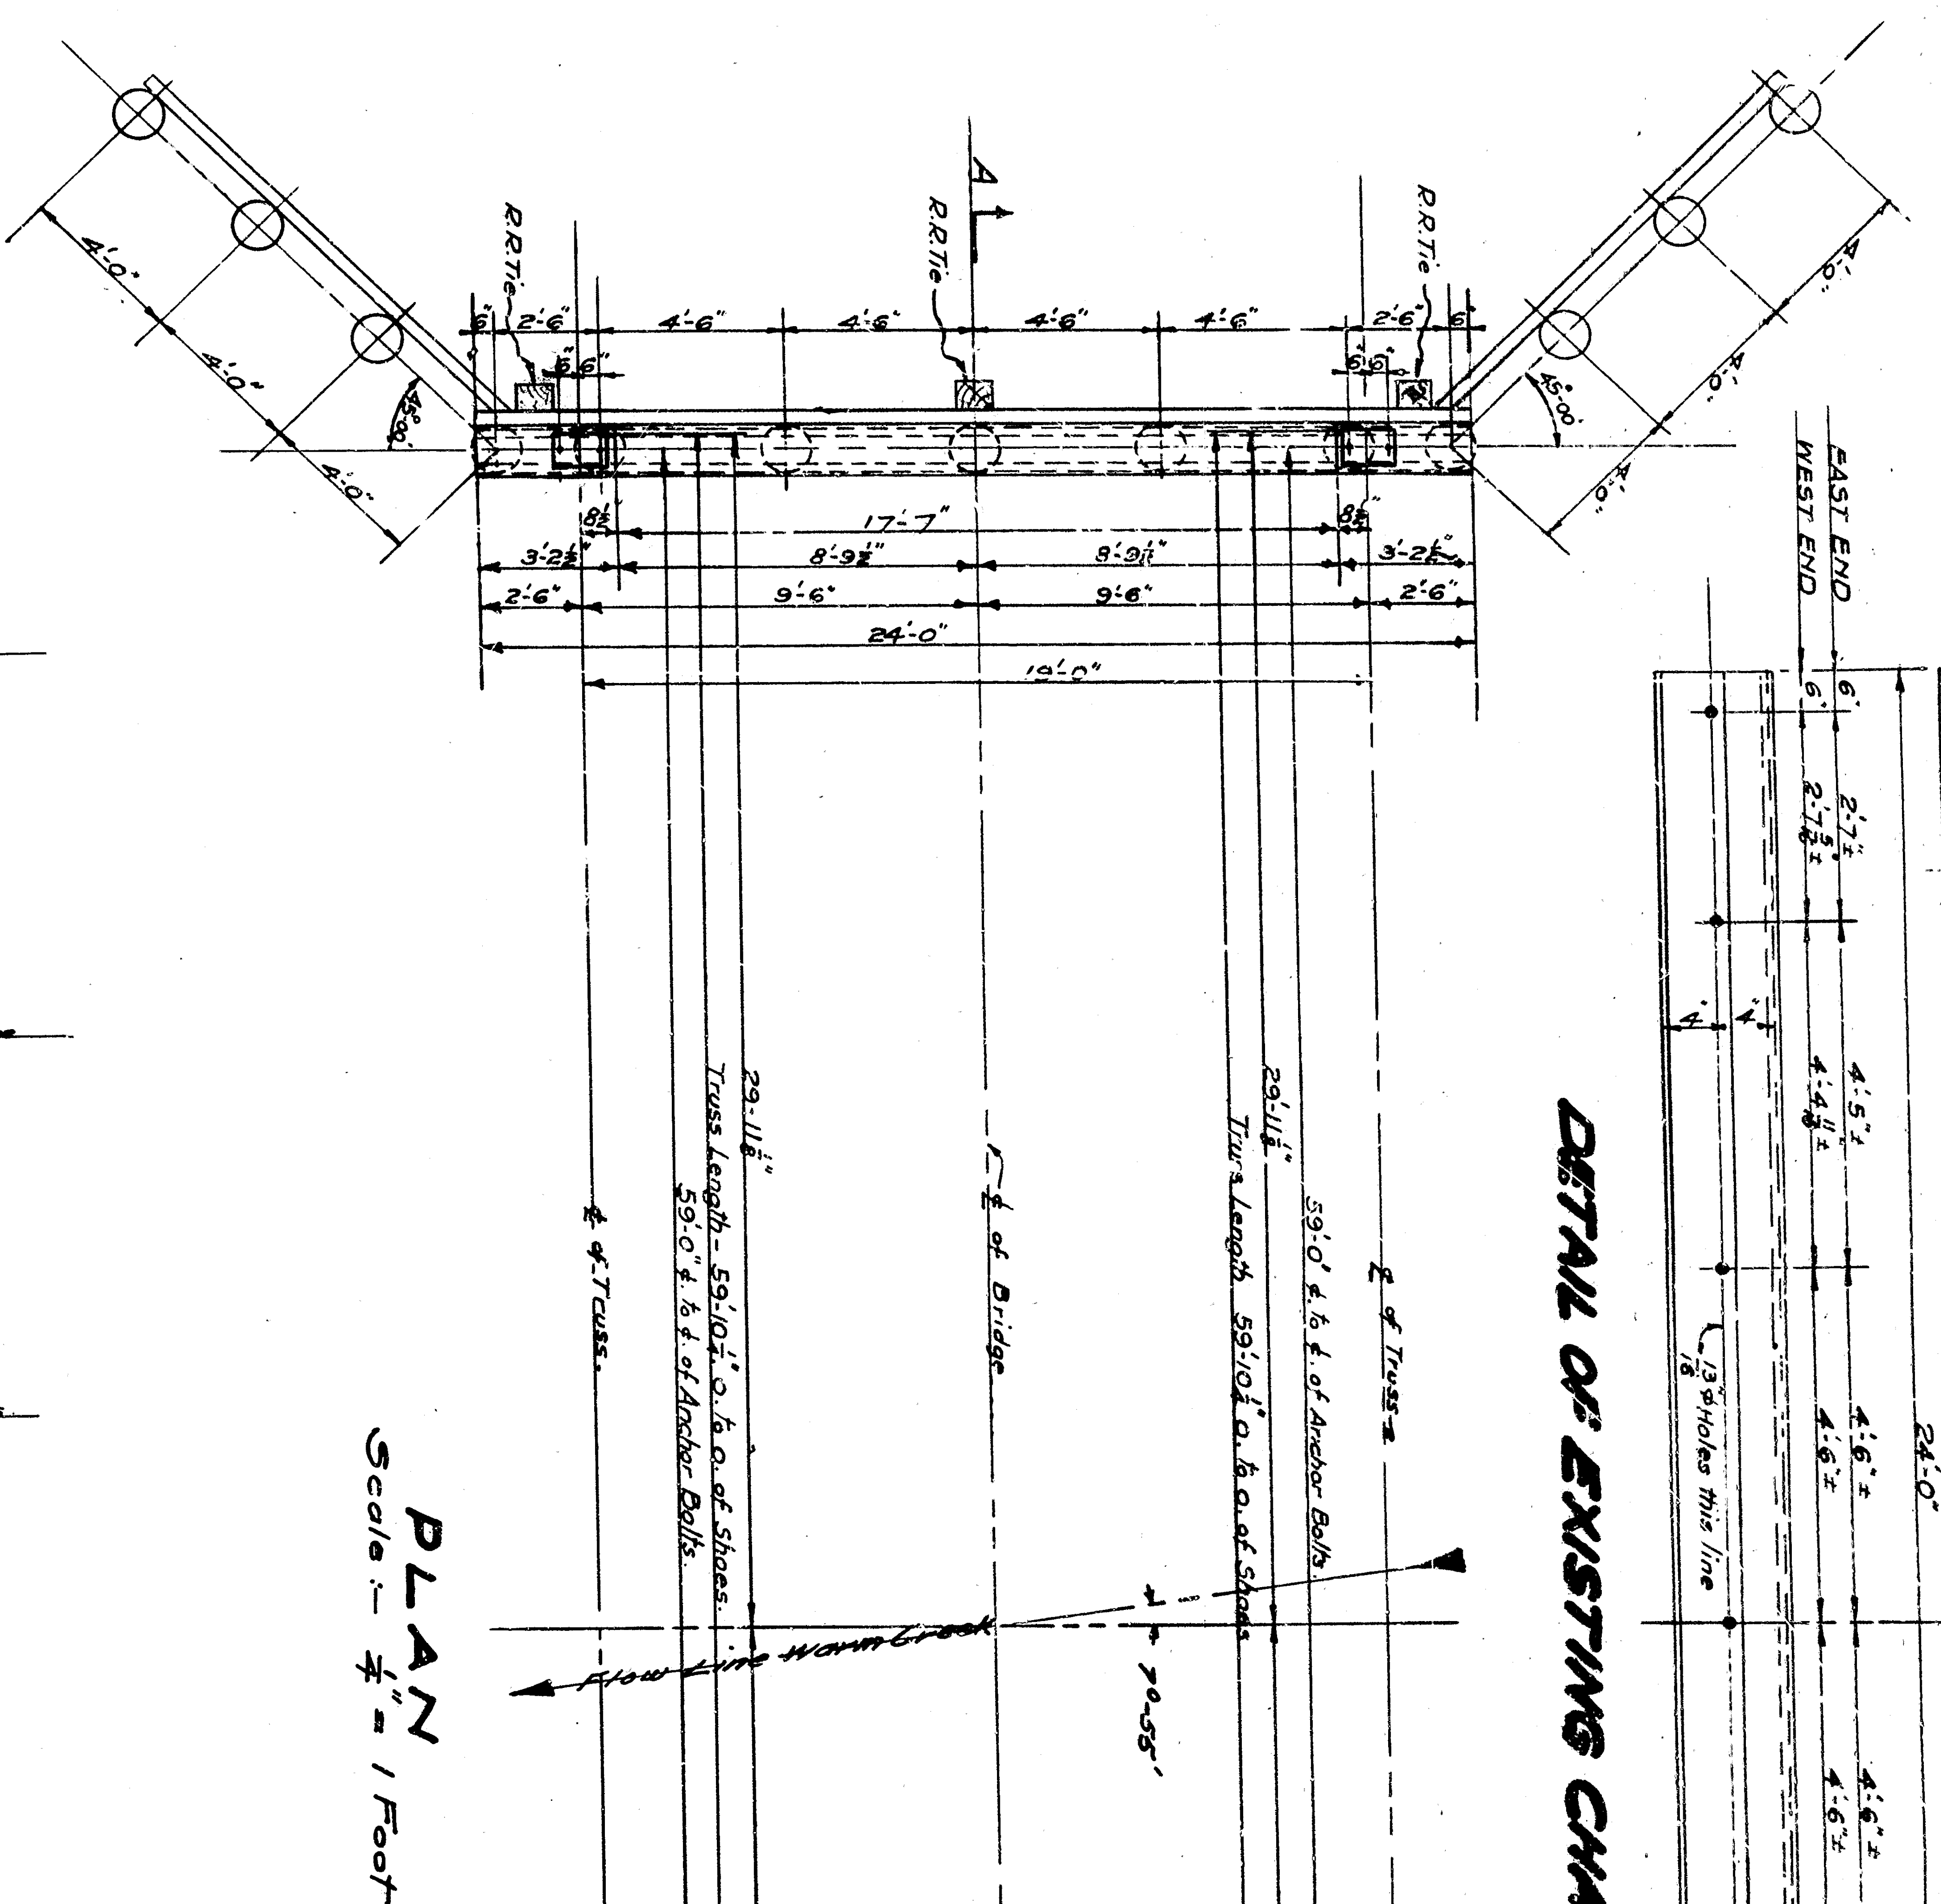 A
R.R.Tie
R.R.Tie
R.R.Tie
4'-0"
4'-0"
4'-0"
45°-00'
4'-0"
4'-0"
4'-0"
45°-00'
6" 2'-6" 4'-6" 4'-6" 4'-6" 4'-6" 2'-6" 6"
6" 6" 6" 6"
8½" 17'-7" 8½"
3'-2½" 8'-9½" 8'-9½" 3'-2½"
2'-6" 9'-6" 9'-6" 2'-6"
24'-0"
19'-0"
EAST END
WEST END
6" 2'-7"± 4'-5"± 4'-6"± 4'-6"±
6" 2'-7 5/16"± 4'-4 11/16"± 4'-6"± 4'-6"±
4" 4"
24'-0"
13/16"φ Holes this line
DETAIL OF EXISTING CHA
29'-11⅛"
Truss Length - 59'-10¼" o. to o. of Shoes.
59'-0" ℄. to ℄. of Anchor Bolts.
℄ of Truss.
℄ of Bridge
29'-11⅛"
Truss Length 59'-10¼" o. to o. of Shoes
59'-0" ℄. to ℄. of Anchor Bolts.
℄ of Truss
Flow Line Warm Creek
7°-55'
PLAN
Scale:- ¼" = 1 Foot